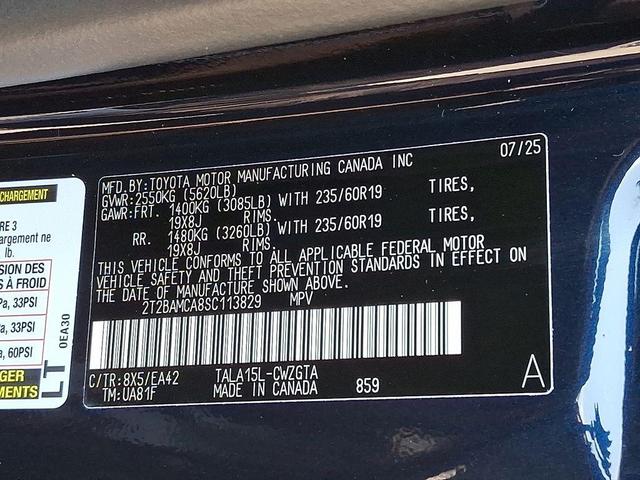 CHARGEMENT
RE 3
argement ne
lb.
SION DES
S À FROID
Pa, 33PSI
a, 33PSI
a, 60PSI
GER
MENTS
LT
0EA30
07/25
MFD.BY:TOYOTA MOTOR MANUFACTURING CANADA INC
GVWR:2550KG (5620LB)
GAWR:FRT. 1400KG (3085LB) WITH 235/60R19 TIRES,
19X8J RIMS.
RR. 1480KG (3260LB) WITH 235/60R19 TIRES,
19X8J RIMS.
THIS VEHICLE CONFORMS TO ALL APPLICABLE FEDERAL MOTOR
VEHICLE SAFETY AND THEFT PREVENTION STANDARDS IN EFFECT ON
THE DATE OF MANUFACTURE SHOWN ABOVE.
2T2BAMCA8SC113829 MPV
C/TR:8X5/EA42 TALA15L-CWZGTA
TM:UA81F MADE IN CANADA 859
A